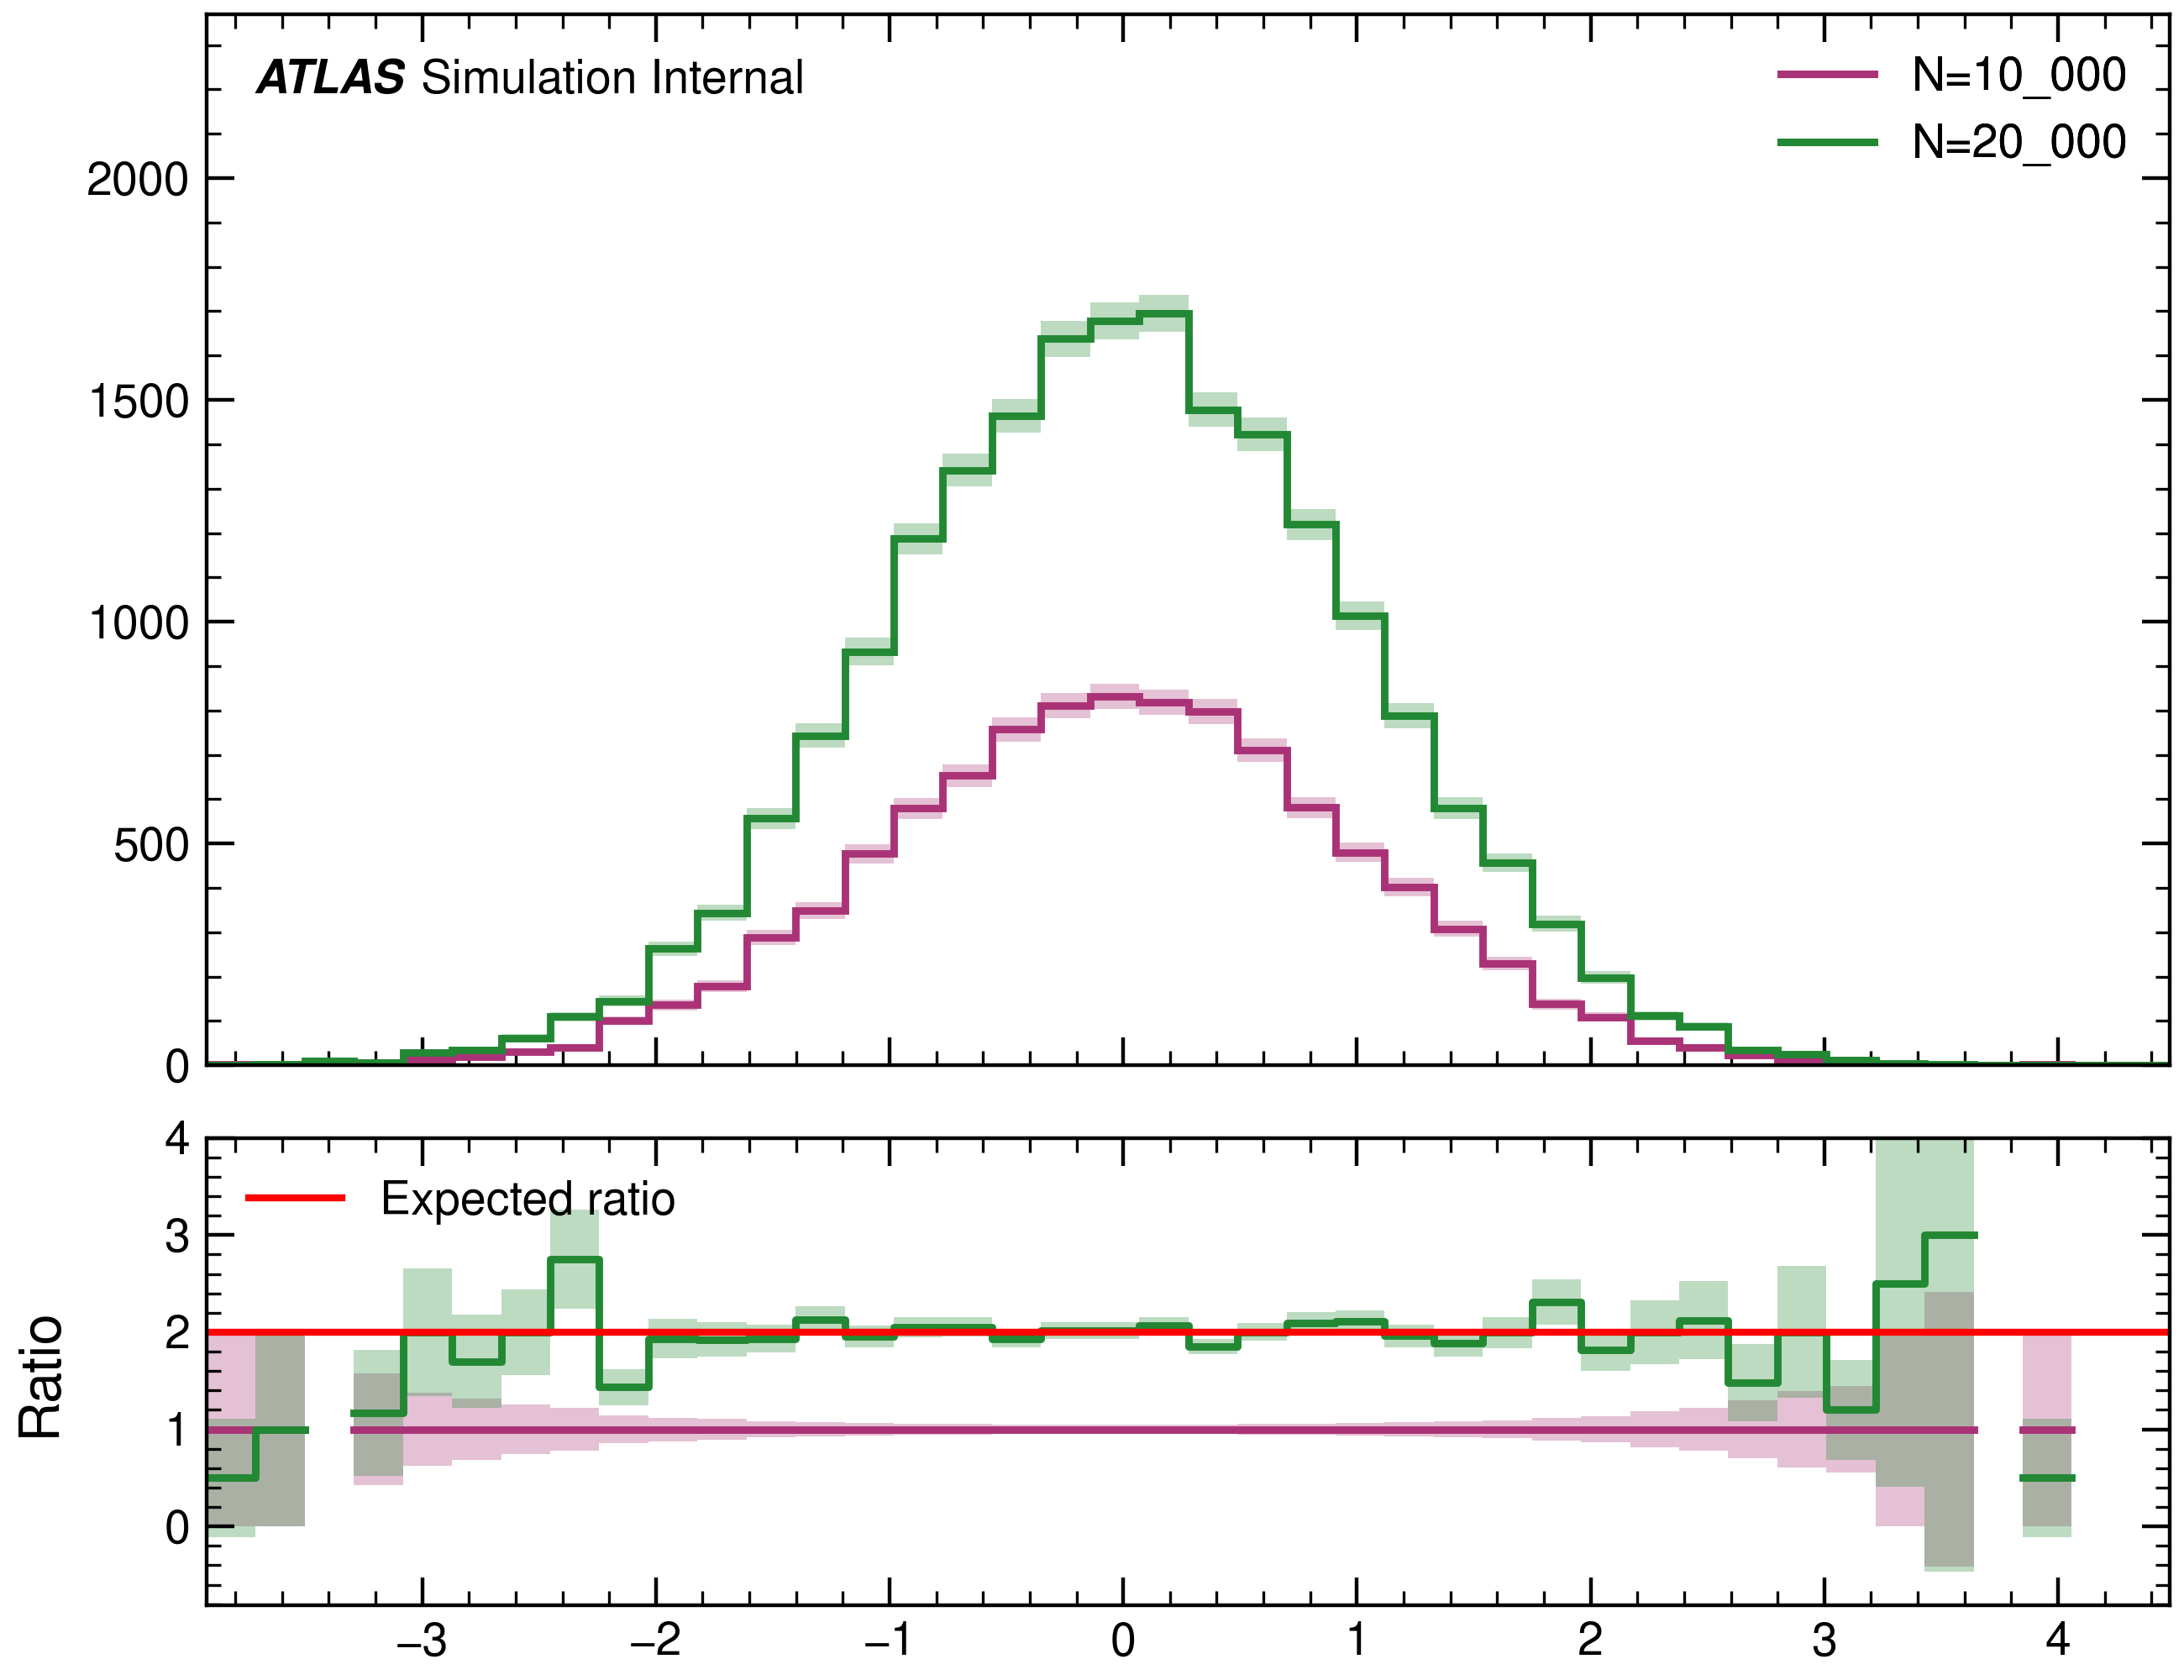 ATLAS Simulation Internal
N=10_000
N=20_000
2000
1500
1000
500
0
Expected ratio
4
3
2
1
0
Ratio
−3 −2 −1 0 1 2 3 4